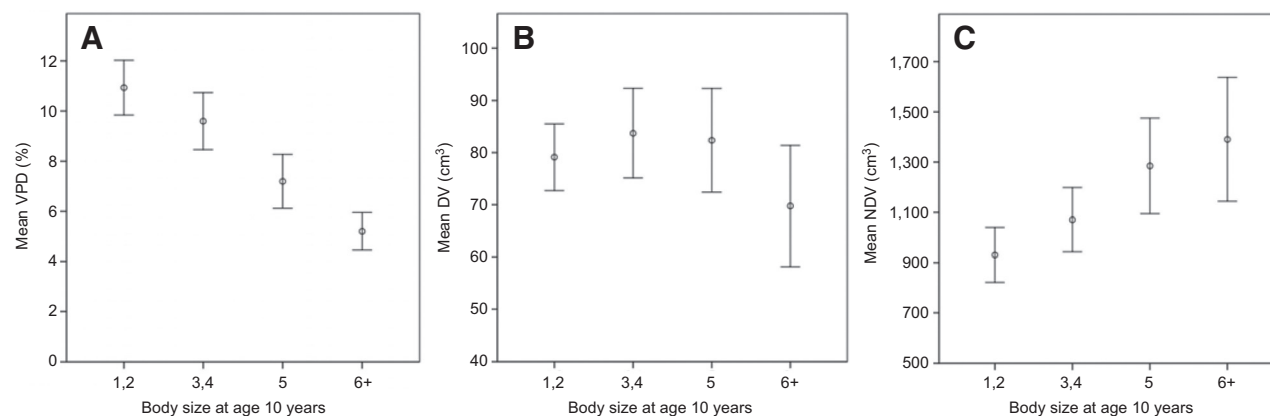 A
Mean VPD (%)
12
10
8
6
4
2
0
1,2 3,4 5 6+
Body size at age 10 years
B
Mean DV (cm³)
100
90
80
70
60
50
40
1,2 3,4 5 6+
Body size at age 10 years
C
Mean NDV (cm³)
1,700
1,500
1,300
1,100
900
700
500
1,2 3,4 5 6+
Body size at age 10 years